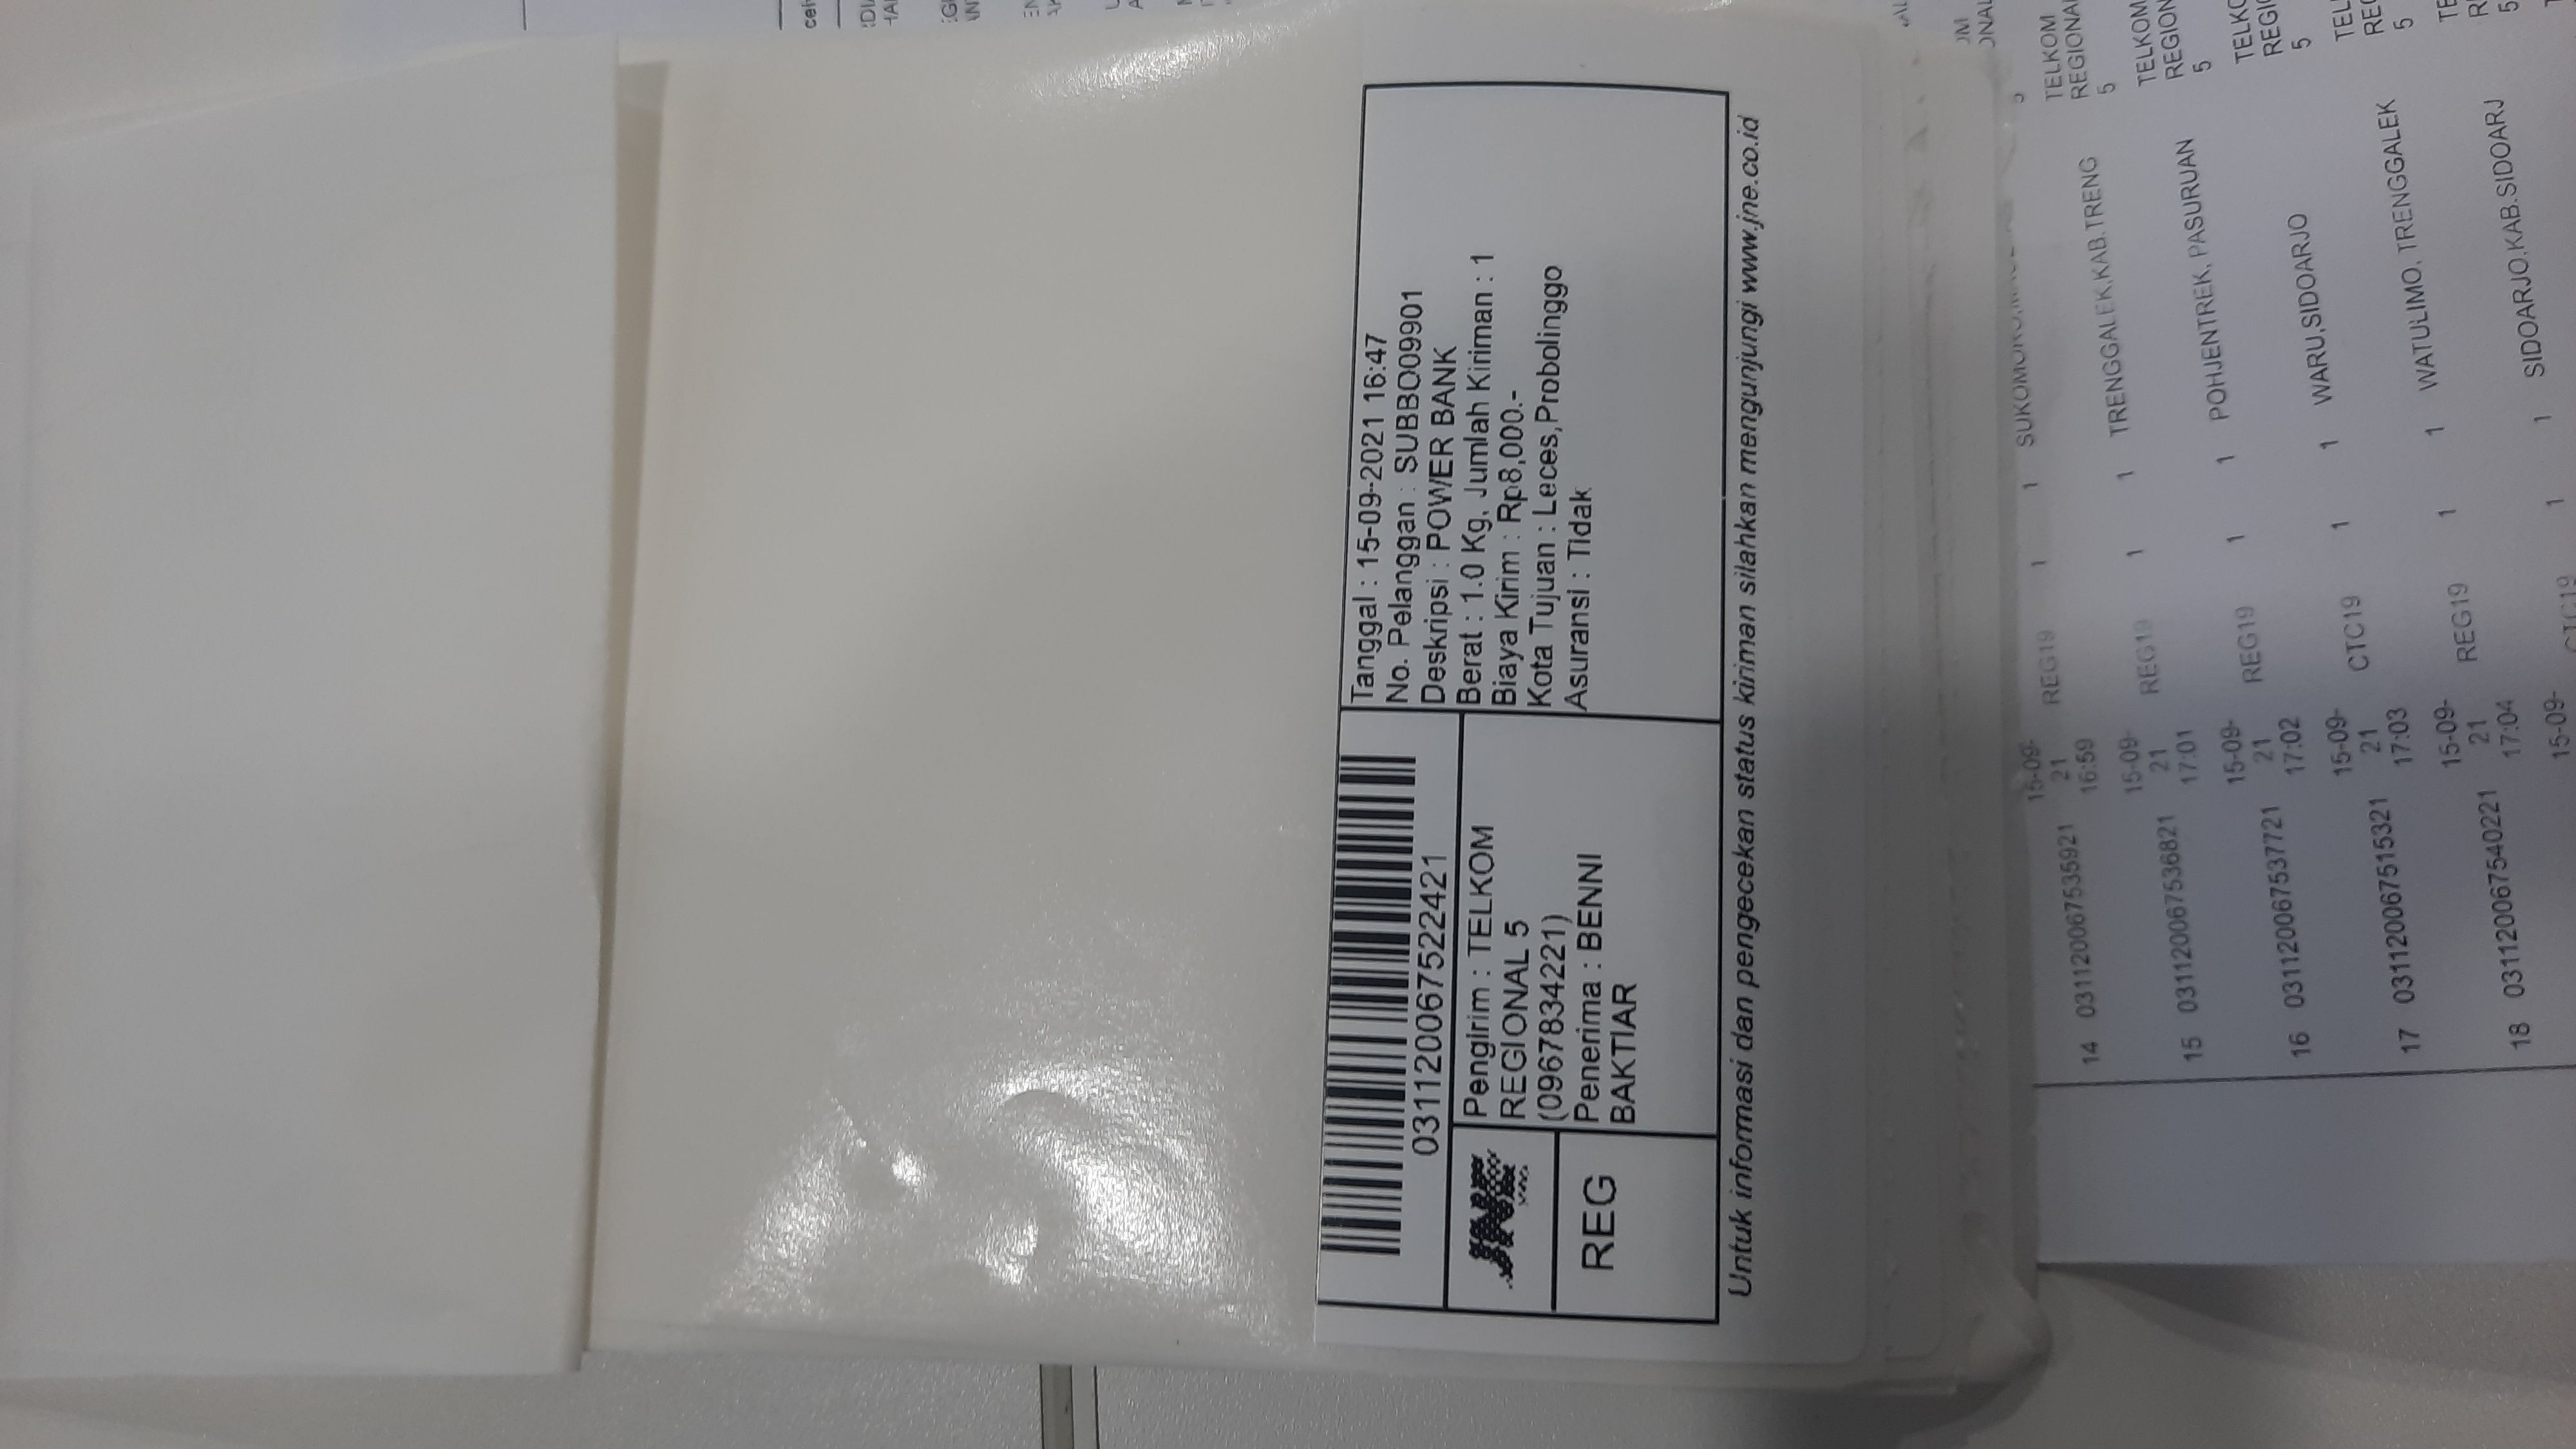 031120067522421
JNE
REG
Pengirim : TELKOM
REGIONAL 5
(0967834221)
Penerima : BENNI
BAKTIAR
Tanggal : 15-09-2021 16:47
No. Pelanggan : SUBBO09901
Deskripsi : POWER BANK
Berat : 1.0 Kg, Jumlah Kiriman : 1
Biaya Kirim : Rp8,000.-
Kota Tujuan : Leces,Probolinggo
Asuransi : Tidak
Untuk informasi dan pengecekan status kiriman silahkan mengunjungi www.jne.co.id
15-09-
14 031120067535921 21 REG19 1 1
16:59
15-09-
15 031120067536821 21 REG19 1 1 TRENGGALEK,KAB.TRENG
17:01
15-09-
16 031120067537721 21 REG19 1 1 POHJENTREK, PASURUAN
17:02
15-09-
17 031120067515321 21 CTC19 1 1 WARU,SIDOARJO
17:03
15-09-
18 031120067540221 21 REG19 1 1 WATULIMO, TRENGGALEK
17:04
15-09-
CTC19 1 1 SIDOARJO,KAB.SIDOARJ
5
TELKOM
REGIONAL
5
TELKOM
REGION
5
5
5
5